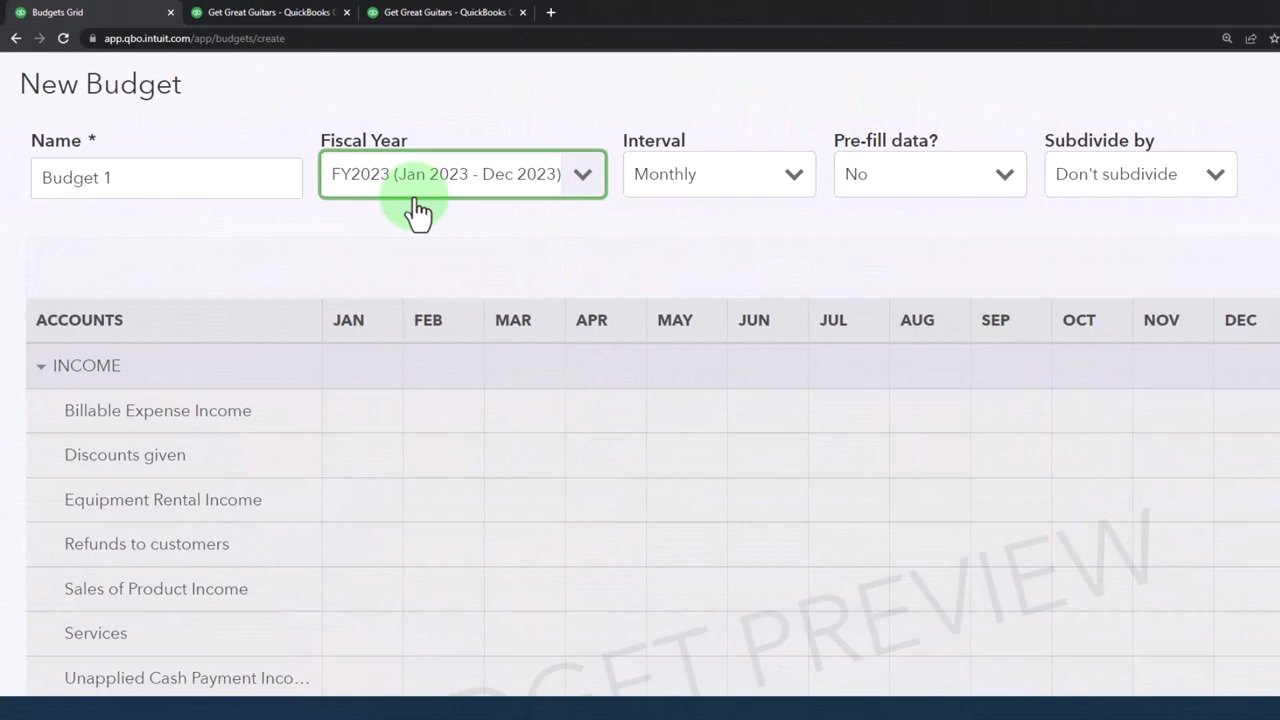 Budgets Grid
Get Great Guitars - QuickBooks C
Get Great Guitars - QuickBooks C
app.qbo.intuit.com/app/budgets/create
New Budget
Name * Fiscal Year Interval Pre-fill data? Subdivide by
Budget 1 FY2023 (Jan 2023 - Dec 2023) Monthly No Don't subdivide
ACCOUNTS JAN FEB MAR APR MAY JUN JUL AUG SEP OCT NOV DEC
INCOME
Billable Expense Income
Discounts given
Equipment Rental Income
Refunds to customers
Sales of Product Income
Services
Unapplied Cash Payment Inco...
BUDGET PREVIEW